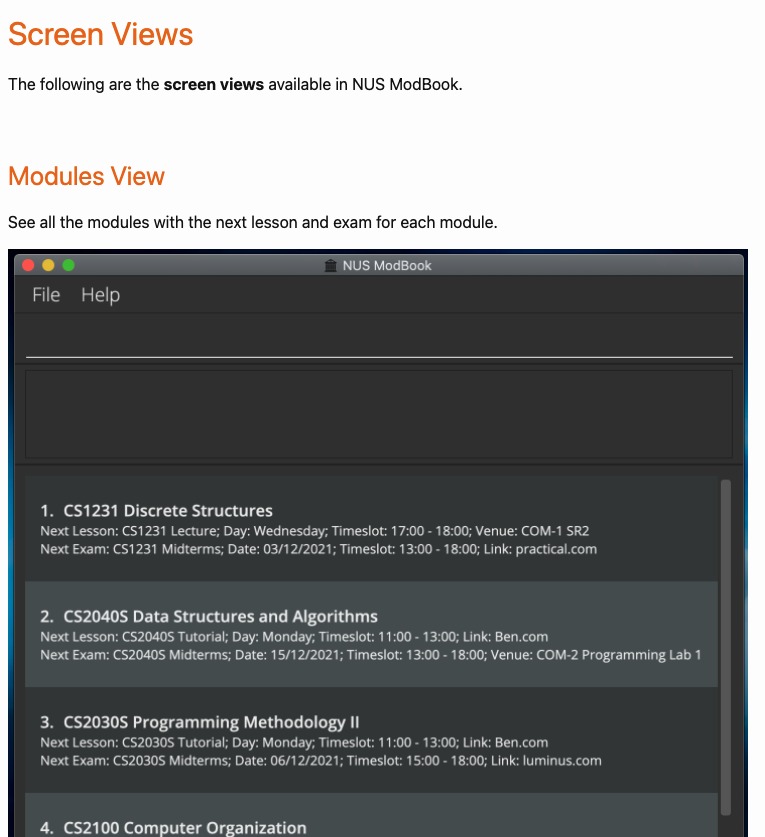 Screen Views
The following are the screen views available in NUS ModBook.
Modules View
See all the modules with the next lesson and exam for each module.
NUS ModBook
File Help
1. CS1231 Discrete Structures
Next Lesson: CS1231 Lecture; Day: Wednesday; Timeslot: 17:00 - 18:00; Venue: COM-1 SR2
Next Exam: CS1231 Midterms; Date: 03/12/2021; Timeslot: 13:00 - 18:00; Link: practical.com
2. CS2040S Data Structures and Algorithms
Next Lesson: CS2040S Tutorial; Day: Monday; Timeslot: 11:00 - 13:00; Link: Ben.com
Next Exam: CS2040S Midterms; Date: 15/12/2021; Timeslot: 13:00 - 18:00; Venue: COM-2 Programming Lab 1
3. CS2030S Programming Methodology II
Next Lesson: CS2030S Tutorial; Day: Monday; Timeslot: 11:00 - 13:00; Link: Ben.com
Next Exam: CS2030S Midterms; Date: 06/12/2021; Timeslot: 15:00 - 18:00; Link: luminus.com
4. CS2100 Computer Organization